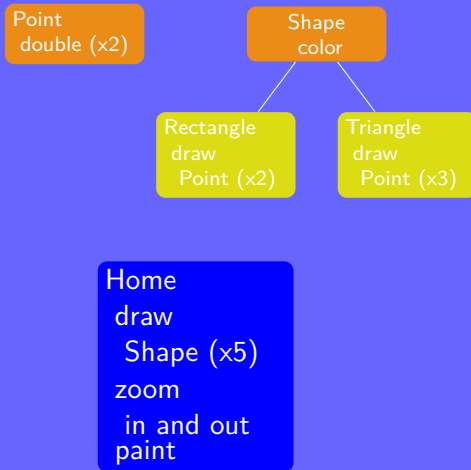 Point
double (x2)
Shape
color
Rectangle
draw
Point (x2)
Triangle
draw
Point (x3)
Home
draw
Shape (x5)
zoom
in and out
paint